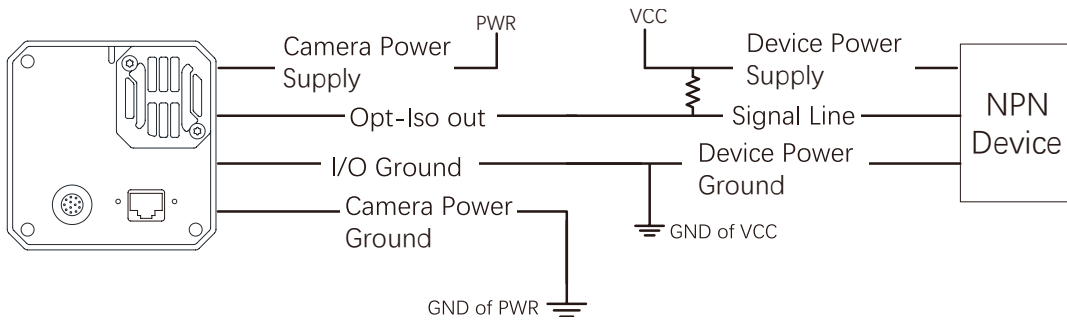 PWR
VCC
Camera Power
Supply
Device Power
Supply
Opt-Iso out
Signal Line
NPN
Device
I/O Ground
Device Power
Ground
Camera Power
Ground
GND of VCC
GND of PWR